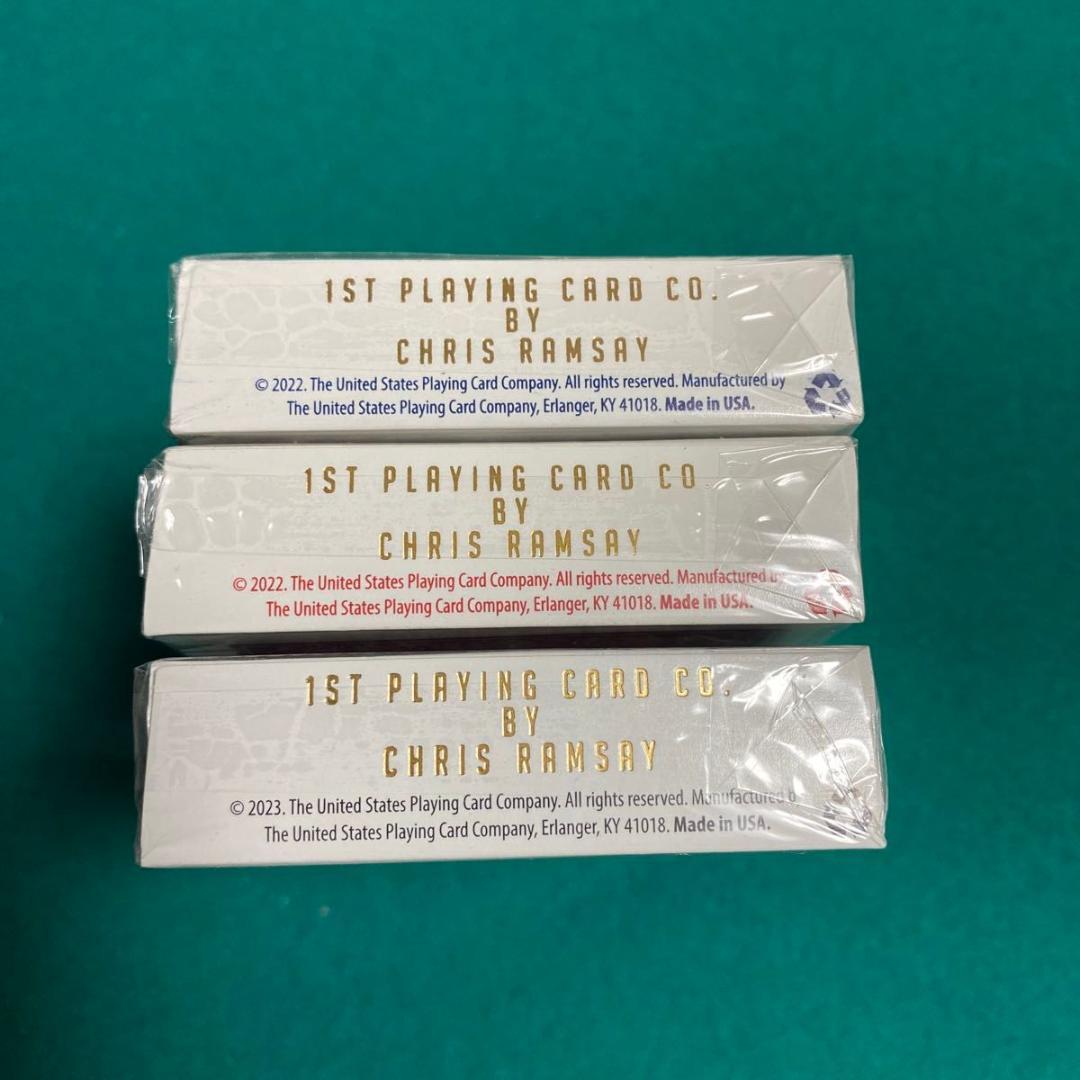 1ST PLAYING CARD CO.
BY
CHRIS RAMSAY
© 2022. The United States Playing Card Company. All rights reserved. Manufactured by
The United States Playing Card Company, Erlanger, KY 41018. Made in USA.
1ST PLAYING CARD CO
BY
CHRIS RAMSAY
© 2022. The United States Playing Card Company. All rights reserved. Manufactured
The United States Playing Card Company, Erlanger, KY 41018. Made in USA.
1ST PLAYING CARD CO.
BY
CHRIS RAMSAY
© 2023. The United States Playing Card Company. All rights reserved. Manufactured
The United States Playing Card Company, Erlanger, KY 41018. Made in USA.